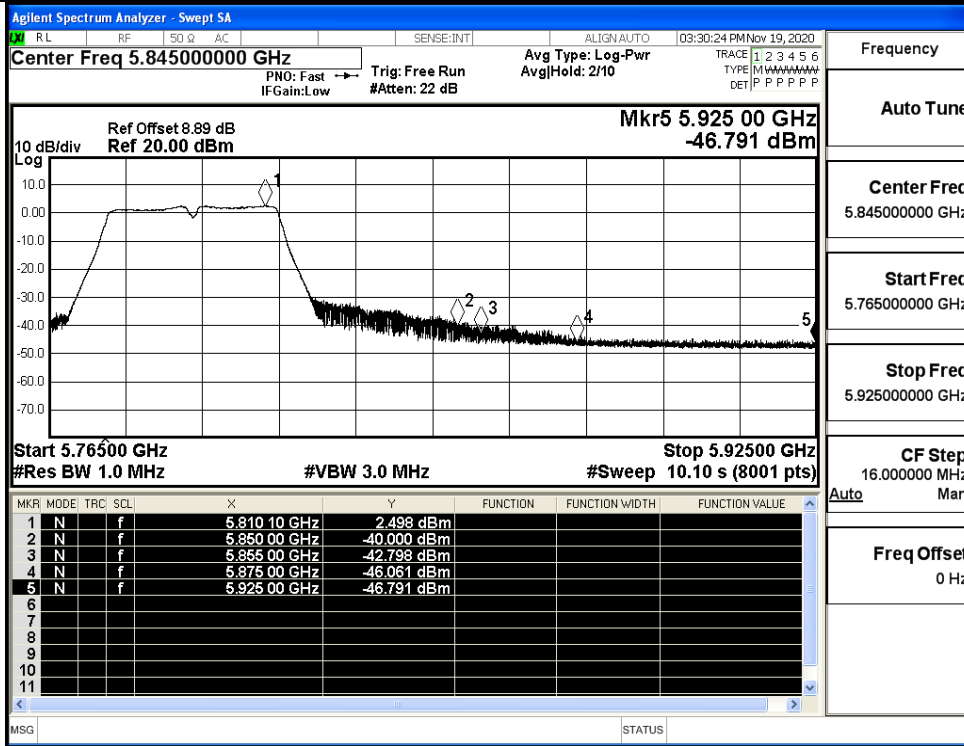 Agilent Spectrum Analyzer - Swept SA
LXI RL RF 50 Ω AC SENSE:INT ALIGN AUTO 03:30:24 PM Nov 19, 2020
Center Freq 5.845000000 GHz
PNO: Fast
IFGain:Low
Trig: Free Run
#Atten: 22 dB
Avg Type: Log-Pwr
Avg|Hold: 2/10
TRACE 1 2 3 4 5 6
TYPE M WWWWW
DET P P P P P P
Mkr5 5.925 00 GHz
-46.791 dBm
Ref Offset 8.89 dB
10 dB/div Ref 20.00 dBm
Log
10.0
0.00
-10.0
-20.0
-30.0
-40.0
-50.0
-60.0
-70.0
1
2
3
4
5
Start 5.76500 GHz Stop 5.92500 GHz
#Res BW 1.0 MHz #VBW 3.0 MHz #Sweep 10.10 s (8001 pts)
MKR MODE TRC SCL X Y FUNCTION FUNCTION WIDTH FUNCTION VALUE
1 N f 5.810 10 GHz 2.498 dBm
2 N f 5.850 00 GHz -40.000 dBm
3 N f 5.855 00 GHz -42.798 dBm
4 N f 5.875 00 GHz -46.061 dBm
5 N f 5.925 00 GHz -46.791 dBm
6
7
8
9
10
11
MSG STATUS
Frequency
Auto Tune
Center Freq
5.845000000 GHz
Start Freq
5.765000000 GHz
Stop Freq
5.925000000 GHz
CF Step
16.000000 MHz
Auto Man
Freq Offset
0 Hz